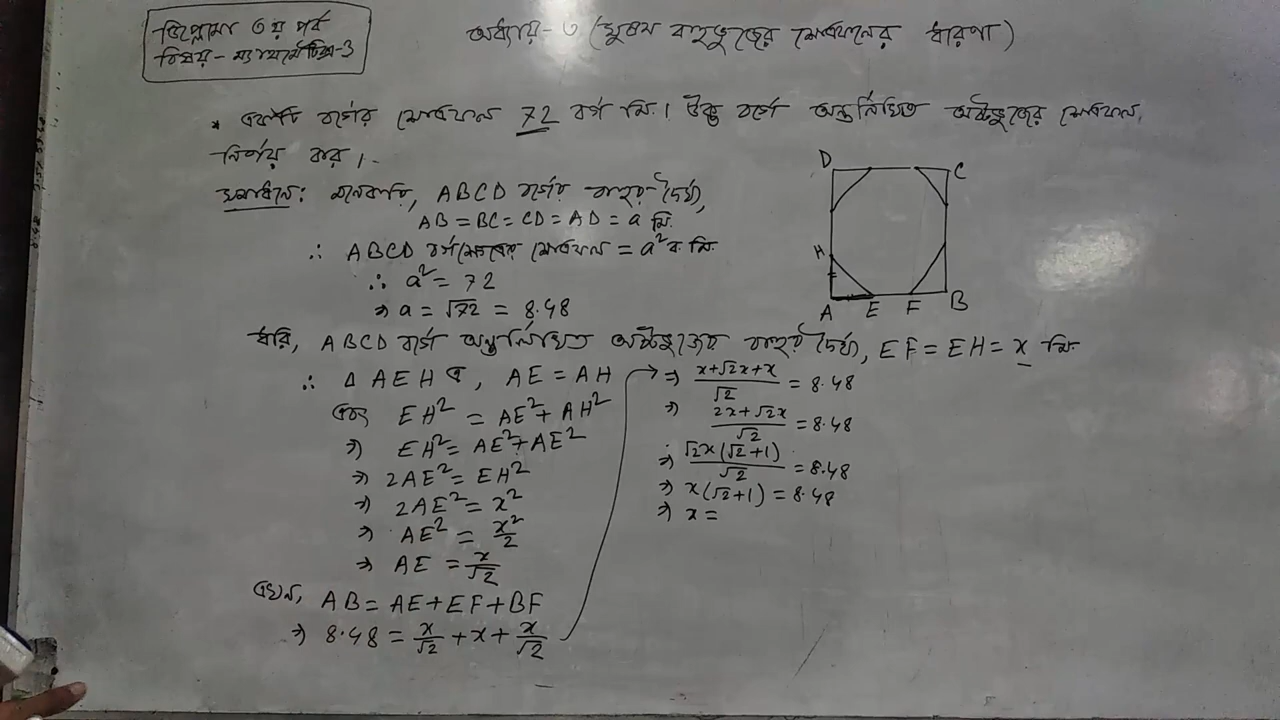 ডিপ্লোমা ৩য় পর্ব
বিষয় - ম্যাথমেটিক্স-3
অধ্যায়-৩ (সুষম বহুভুজের ক্ষেত্রফলের ধারণা)
* একটি বর্গের ক্ষেত্রফল 72 বর্গ মি। উক্ত বর্গে অন্তর্লিখিত অষ্টভুজের ক্ষেত্রফল
নির্ণয় কর।
সমাধান: মনেকরি, ABCD বর্গের বাহুর দৈর্ঘ্য,
AB = BC = CD = AD = a মি.
∴ ABCD বর্গক্ষেত্রের ক্ষেত্রফল = a² ব. মি.
∴ a² = 72
⇒ a = √72 = 8.48
ধরি, ABCD বর্গে অন্তর্লিখিত অষ্টভুজের বাহুর দৈর্ঘ্য, EF = EH = x মি.
∴ Δ AEH এ, AE = AH
এবং EH² = AE² + AH²
⇒ EH² = AE² + AE²
⇒ 2AE² = EH²
⇒ 2AE² = x²
⇒ AE² = x²/2
⇒ AE = x/√2
এখন, AB = AE + EF + BF
⇒ 8.48 = x/√2 + x + x/√2
⇒ (x+√2x+x)/√2 = 8.48
⇒ (2x+√2x)/√2 = 8.48
⇒ √2x(√2+1)/√2 = 8.48
⇒ x(√2+1) = 8.48
⇒ x =
D C
H
A E F B